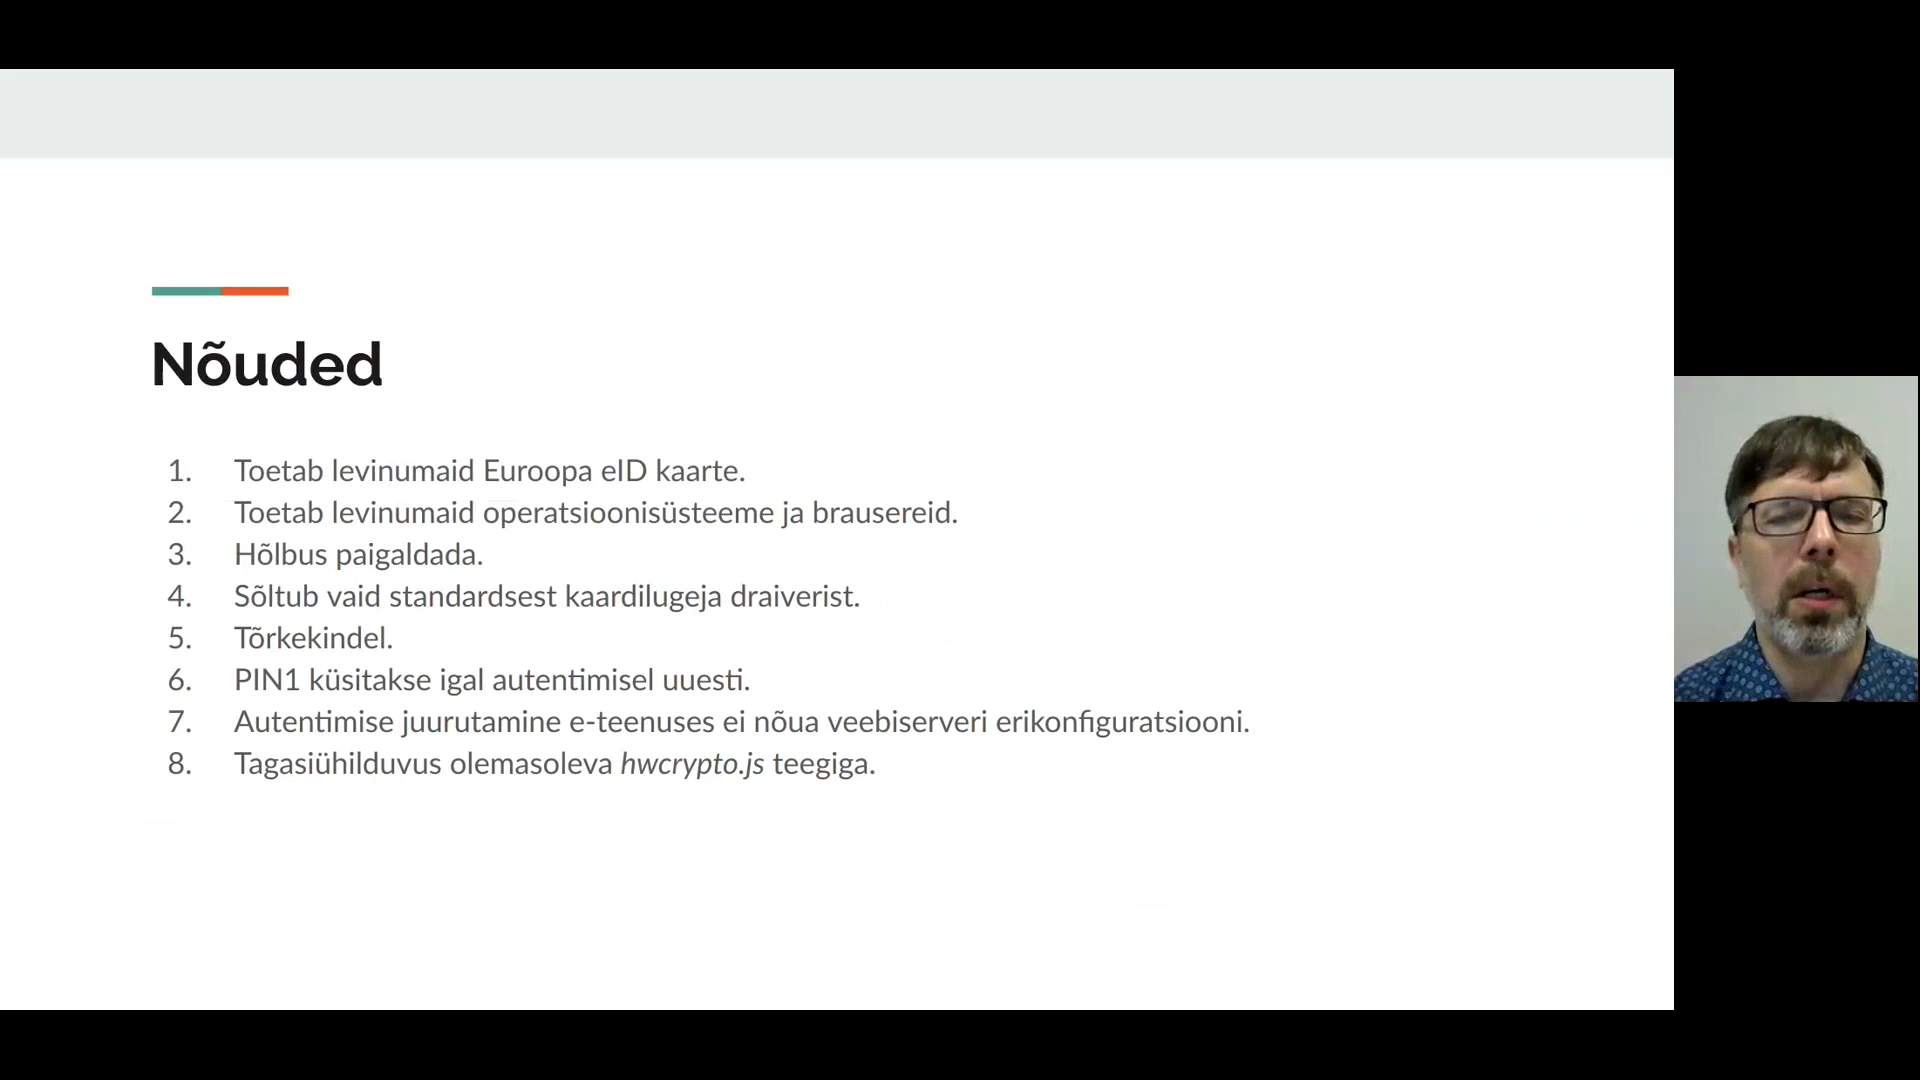 Nõuded
1. Toetab levinumaid Euroopa eID kaarte.
2. Toetab levinumaid operatsioonisüsteeme ja brausereid.
3. Hõlbus paigaldada.
4. Sõltub vaid standardsest kaardilugeja draiverist.
5. Tõrkekindel.
6. PIN1 küsitakse igal autentimisel uuesti.
7. Autentimise juurutamine e-teenuses ei nõua veebiserveri erikonfiguratsiooni.
8. Tagasiühilduvus olemasoleva hwcrypto.js teegiga.